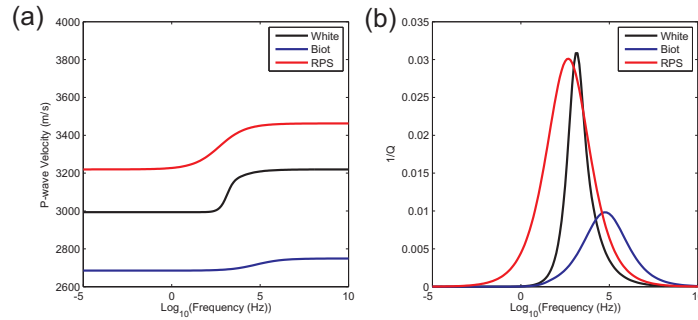 (a)
4000
3800
3600
3400
3200
3000
2800
2600
P-wave Velocity (m/s)
-5
0
5
10
Log10(Frequency (Hz))
White
Biot
RPS
(b)
0.035
0.03
0.025
0.02
0.015
0.01
0.005
0
1/Q
-5
0
5
10
Log10(Frequency (Hz))
White
Biot
RPS